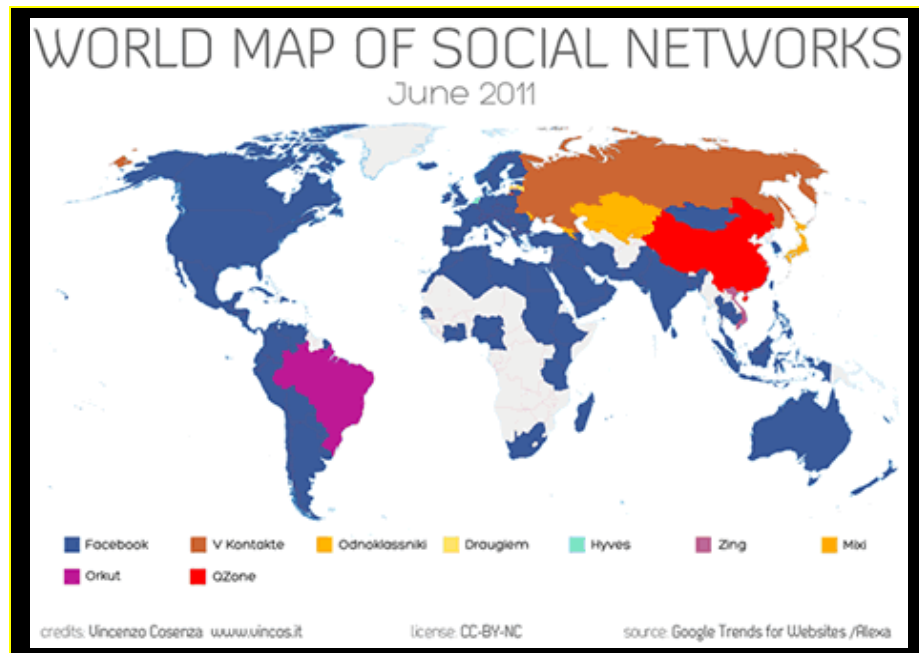 WORLD MAP OF SOCIAL NETWORKS
June 2011
Facebook V Kontakte Odnoklassniki Draugiem Hyves Zing Mixi
Orkut QZone
credits: Vincenzo Cosenza www.vincos.it license: CC-BY-NC source: Google Trends for Websites /Alexa